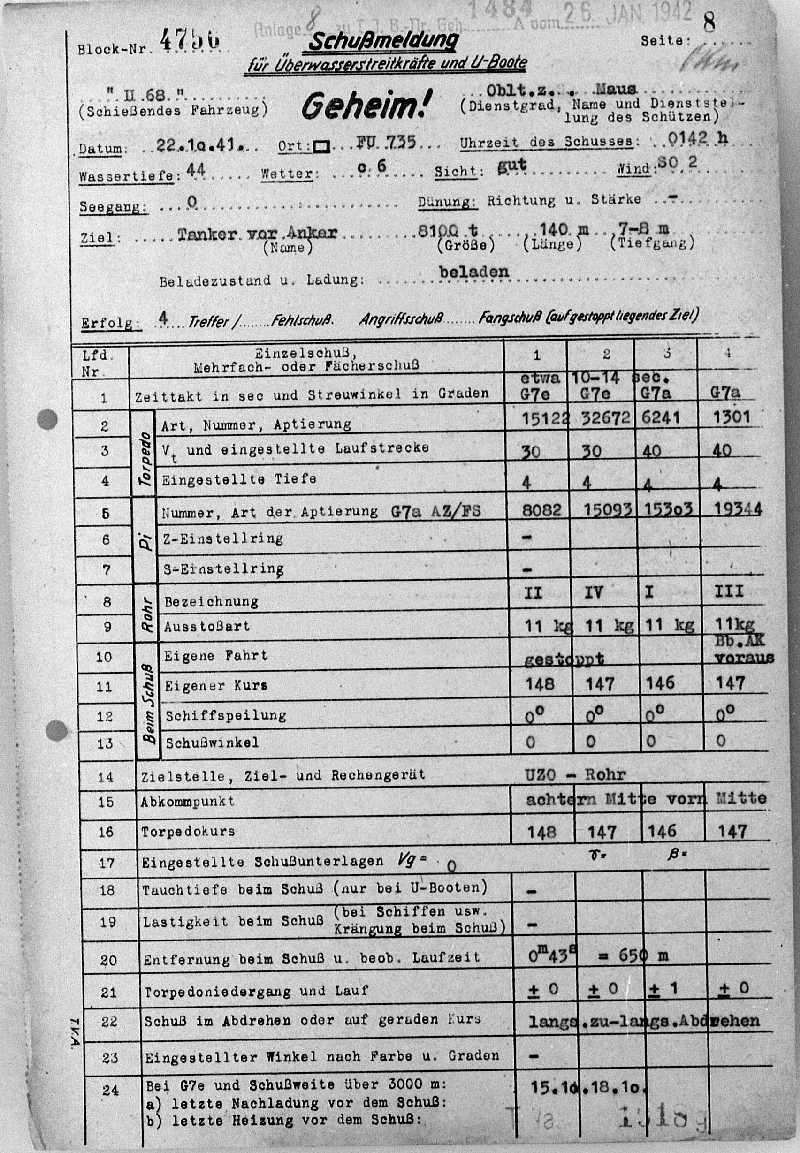 Anlage 8 zu T.J.B.-Nr. Geh. 1484 A vom 26. JAN 1942 8
Block-Nr. 4756 Schußmeldung Seite:
für Überwasserstreitkräfte und U-Boote
"II 68." Geheim! Oblt.z. Maus
(Schießendes Fahrzeug) (Dienstgrad, Name und Dienststel-
lung des Schützen)
Datum: 22.10.41. Ort: FU 735 Uhrzeit des Schusses: 0142 h
Wassertiefe: 44 Wetter: c 6 Sicht: gut Wind: SO 2
Seegang: 0 Dünung: Richtung u. Stärke -
Ziel: Tanker vor Anker 8100 t 140 m 7-8 m
(Name) (Größe) (Länge) (Tiefgang)
Beladezustand u. Ladung: beladen
Erfolg: 4 Treffer / Fehlschuß. Angriffsschuß Fangschuß (auf gestoppt liegendes Ziel)
Lfd. Nr. Einzelschuß, Mehrfach- oder Fächerschuß 1 2 3 4
etwa 10-14 sec.
1 Zeittakt in sec und Streuwinkel in Graden G7e G7e G7a G7a
Torpedo
2 Art, Nummer, Aptierung 15122 32672 6241 1301
3 Vt und eingestellte Laufstrecke 30 30 40 40
4 Eingestellte Tiefe 4 4 4 4
Pi
5 Nummer, Art der Aptierung G7a AZ/FS 8082 15093 15303 19344
6 Z-Einstellring -
7 S-Einstellring -
Rohr
8 Bezeichnung II IV I III
9 Ausstoßart 11 kg 11 kg 11 kg 11kg
Beim Schuß
Bb.AK
10 Eigene Fahrt gestoppt voraus
11 Eigener Kurs 148 147 146 147
12 Schiffspeilung 0° 0° 0° 0°
13 Schußwinkel 0 0 0 0
14 Zielstelle, Ziel- und Rechengerät UZO - Rohr
15 Abkommpunkt achtern Mitte vorn Mitte
16 Torpedokurs 148 147 146 147
17 Eingestellte Schußunterlagen Vg= 0 γ= β=
18 Tauchtiefe beim Schuß (nur bei U-Booten) -
19 Lastigkeit beim Schuß (bei Schiffen usw. Krängung beim Schuß) -
20 Entfernung beim Schuß u. beob. Laufzeit 0m43s = 650 m
21 Torpedoniedergang und Lauf ± 0 ± 0 ± 1 ± 0
22 Schuß im Abdrehen oder auf geraden Kurs langs.zu-langs.Abdrehen
23 Eingestellter Winkel nach Farbe u. Graden -
24 Bei G7e und Schußweite über 3000 m: 15.10.18.10.
a) letzte Nachladung vor dem Schuß:
b) letzte Heizung vor dem Schuß:
T.V.A.